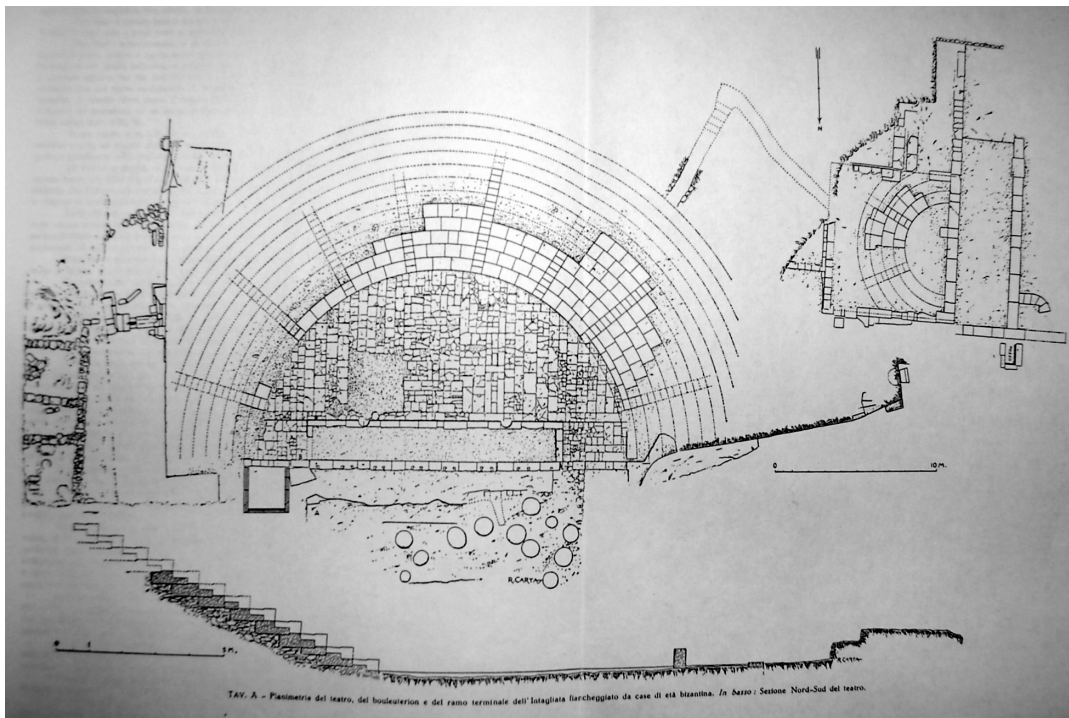 N
0 10 M.
A
R. CARTA
0 1 5 M.
R. CARTA
TAV. A - Planimetria del teatro, del bouleuterion e del ramo terminale dell'Intagliata fiancheggiato da case di età bizantina. In basso: Sezione Nord-Sud del teatro.